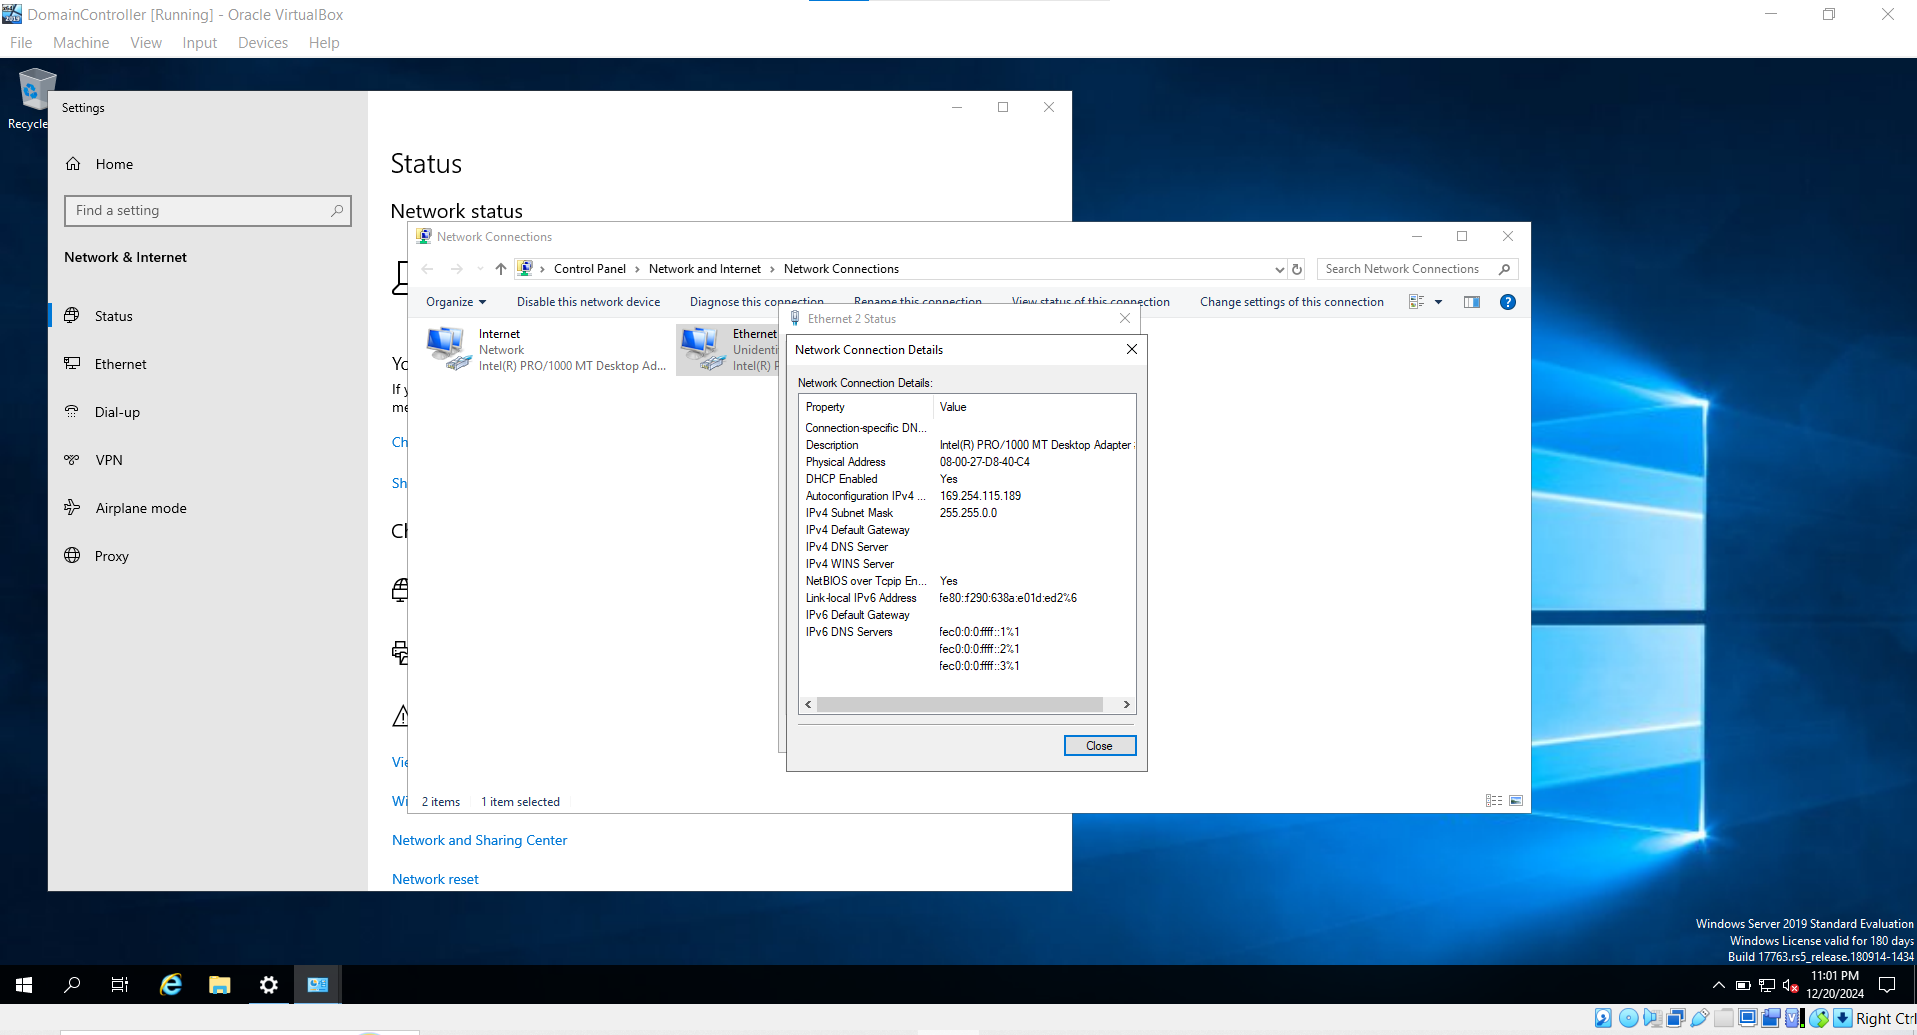 DomainController [Running] - Oracle VirtualBox
File Machine View Input Devices Help
Recycle
Settings
Home
Find a setting
Network & Internet
Status
Ethernet
Dial-up
VPN
Airplane mode
Proxy
Status
Network status
Yo
If y
me
Ch
Sh
Ch
Vie
Wi
Network and Sharing Center
Network reset
Network Connections
Control Panel › Network and Internet › Network Connections
Search Network Connections
Organize Disable this network device Diagnose this connection Rename this connection View status of this connection Change settings of this connection
Internet
Network
Intel(R) PRO/1000 MT Desktop Ad...
Ethernet
Unidenti
Intel(R) P
2 items 1 item selected
Ethernet 2 Status
Network Connection Details
Network Connection Details:
Property Value
Connection-specific DN...
Description Intel(R) PRO/1000 MT Desktop Adapter
Physical Address 08-00-27-D8-40-C4
DHCP Enabled Yes
Autoconfiguration IPv4 ... 169.254.115.189
IPv4 Subnet Mask 255.255.0.0
IPv4 Default Gateway
IPv4 DNS Server
IPv4 WINS Server
NetBIOS over Tcpip En... Yes
Link-local IPv6 Address fe80::f290:638a:e01d:ed2%6
IPv6 Default Gateway
IPv6 DNS Servers fec0:0:0:ffff::1%1
fec0:0:0:ffff::2%1
fec0:0:0:ffff::3%1
Close
Windows Server 2019 Standard Evaluation
Windows License valid for 180 days
Build 17763.rs5_release.180914-1434
11:01 PM
12/20/2024
Right Ctrl